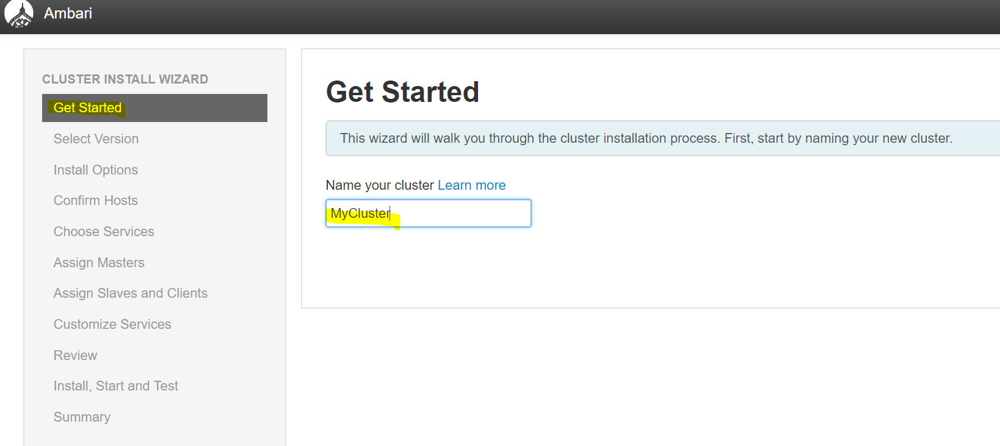 Ambari
CLUSTER INSTALL WIZARD
Get Started
Select Version
Install Options
Confirm Hosts
Choose Services
Assign Masters
Assign Slaves and Clients
Customize Services
Review
Install, Start and Test
Summary
Get Started
This wizard will walk you through the cluster installation process. First, start by naming your new cluster.
Name your cluster Learn more
MyCluster